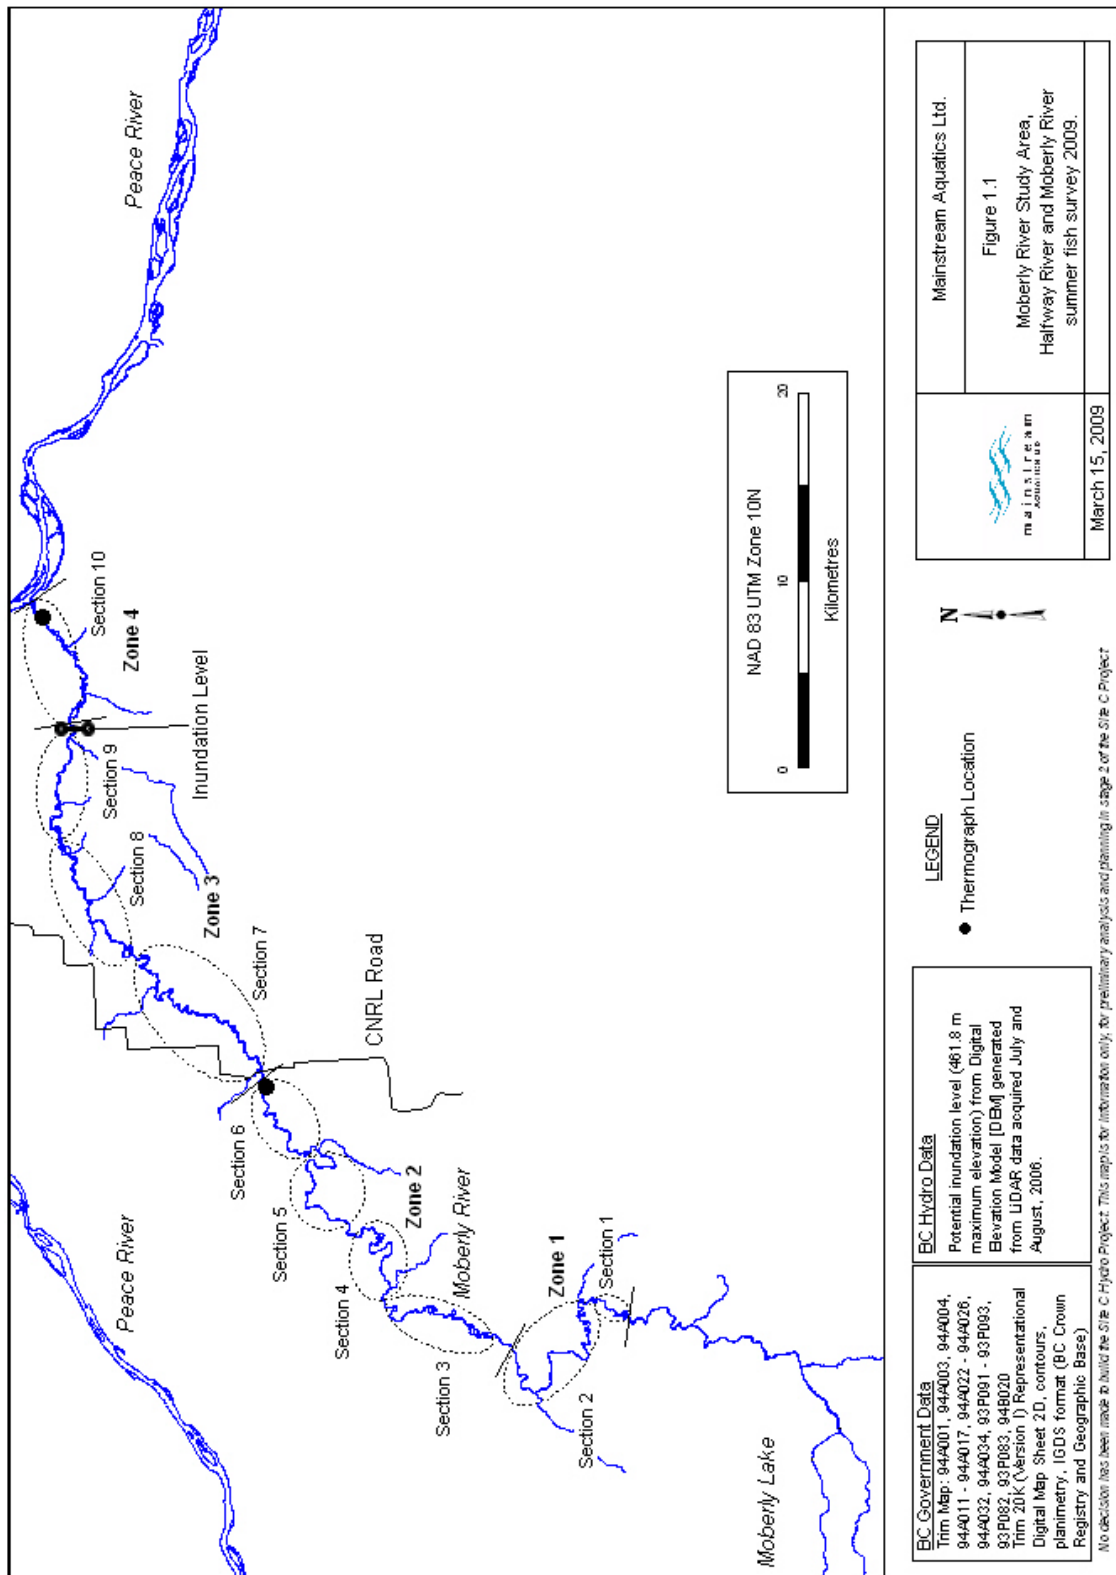 Peace River
Peace River
Section 10
Zone 4
Inundation Level
Section 9
Section 8
Zone 3
Section 7
CNRL Road
Section 6
Section 5
Zone 2
Section 4
Moberly River
Section 3
Zone 1
Section 1
Section 2
Moberly Lake
NAD 83 UTM Zone 10N
0
10
20
Kilometres
BC Government Data
Trim Map: 94A001, 94A003, 94A004,
94A011 - 94A017, 94A022 - 94A026,
94A032, 94A034, 93P091 - 93P093,
93P082, 93P083, 94B020
Trim 20K (Version I) Representational
Digital Map Sheet 2D, contours,
planimetry, IGDS format (BC Crown
Registry and Geographic Base)
BC Hydro Data
Potential inundation level (461.8 m
maximum elevation) from Digital
Elevation Model [DEM] generated
from LiDAR data acquired July and
August, 2006.
LEGEND
Thermograph Location
N
mainstream
AQUATICS LTD
Mainstream Aquatics Ltd.
Figure 1.1
Moberly River Study Area,
Halfway River and Moberly River
summer fish survey 2009.
March 15, 2009
No decision has been made to build the Site C Hydro Project. This map is for information only, for preliminary analysis and planning in stage 2 of the Site C Project